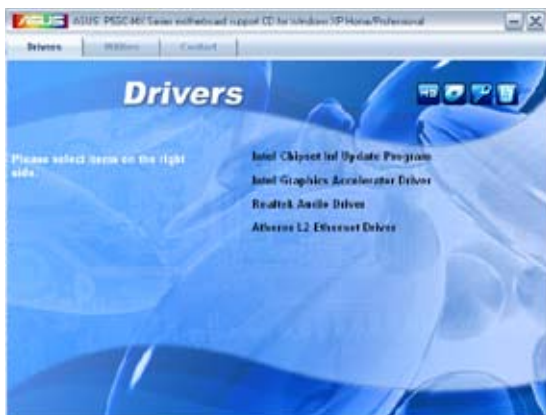 ASUS P5GC-MX Series motherboard support CD for Windows XP Home/Professional
Drivers Utilities Contact
Drivers
Please select items on the right side.
Intel Chipset Inf Update Program
Intel Graphics Accelerator Driver
Realtek Audio Driver
Atheros L2 Ethernet Driver